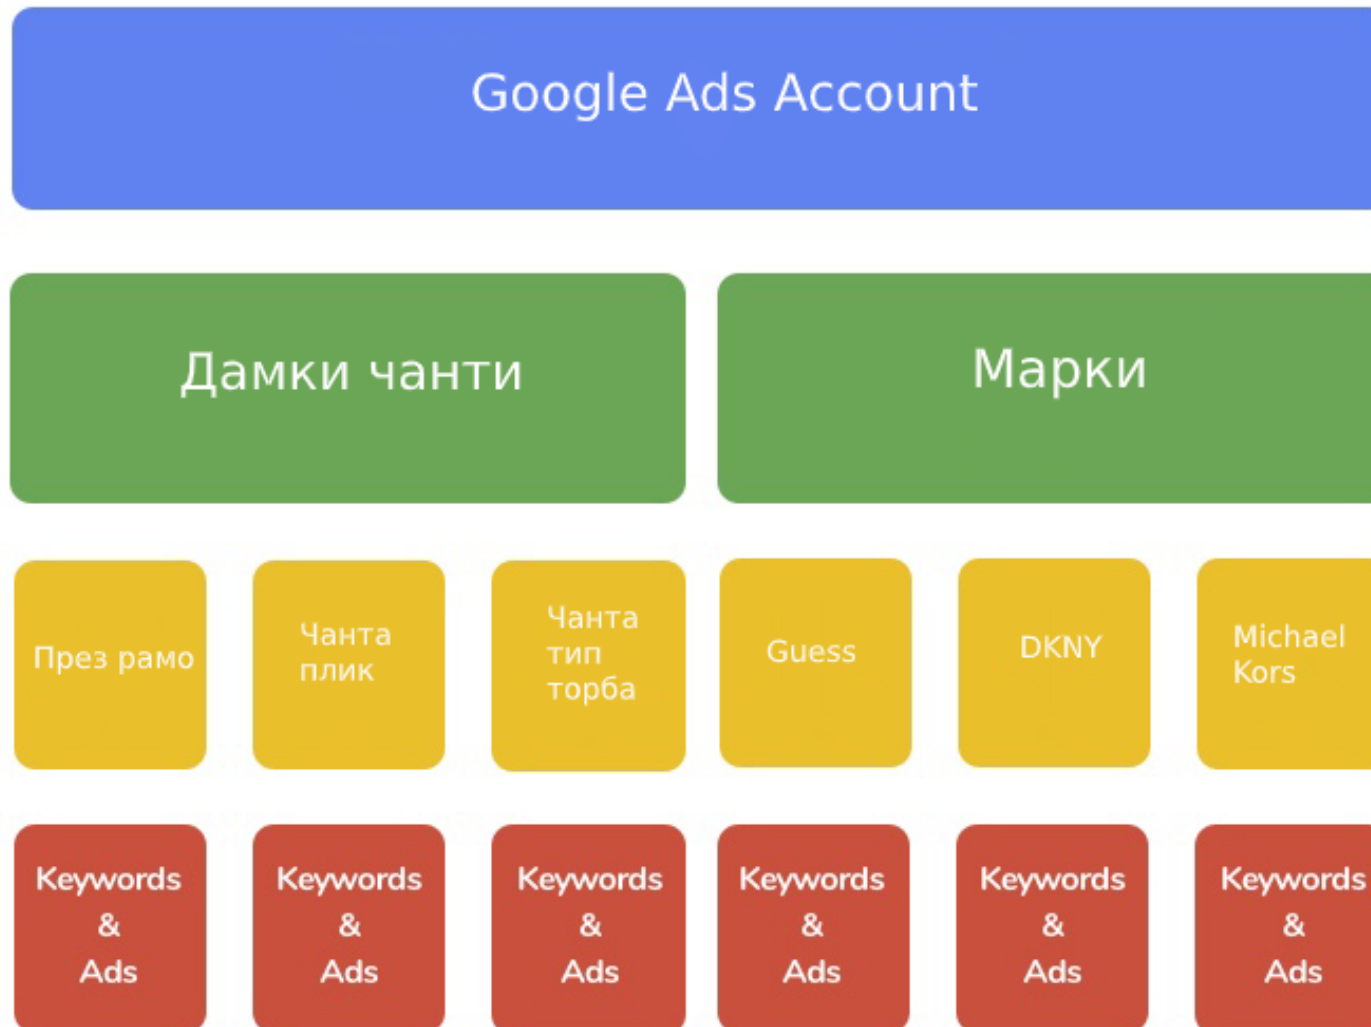 Google Ads Account
Дамки чанти
Марки
През рамо
Чанта
плик
Чанта
тип
торба
Guess
DKNY
Michael
Kors
Keywords
&
Ads
Keywords
&
Ads
Keywords
&
Ads
Keywords
&
Ads
Keywords
&
Ads
Keywords
&
Ads